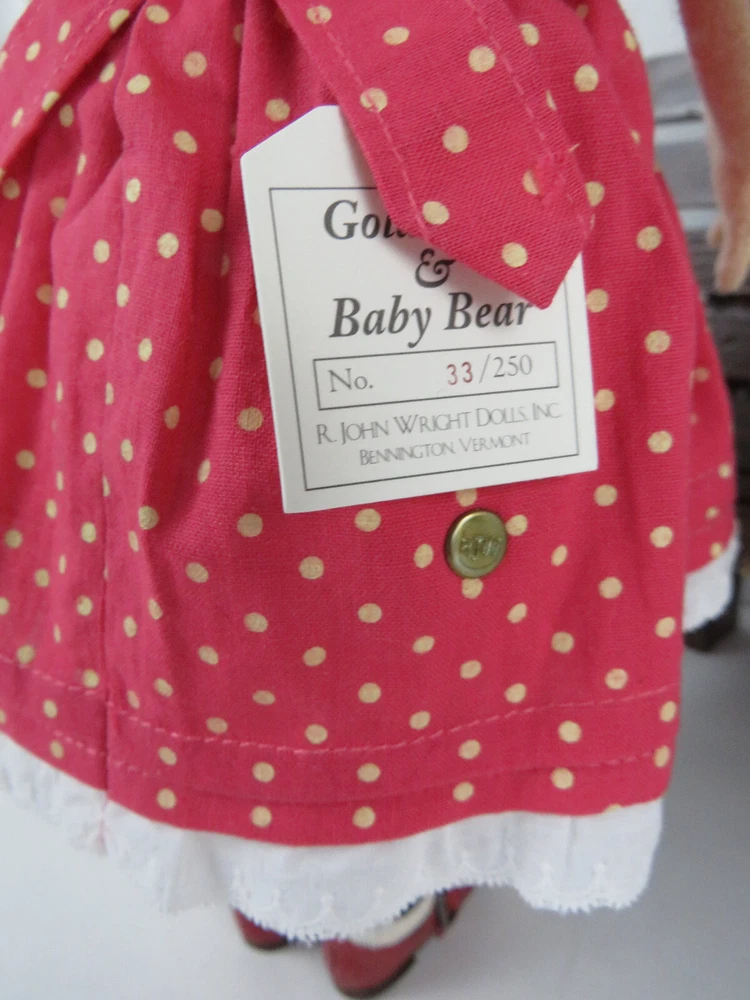 &
Baby Bear
No. 33/250
R. JOHN WRIGHT DOLLS, INC.
BENNINGTON, VERMONT